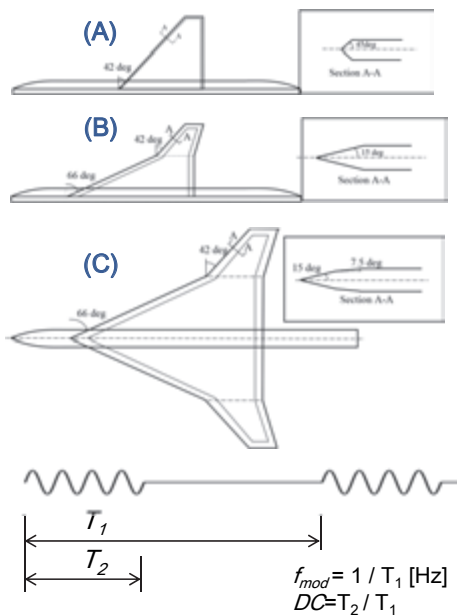 (A)
A
A
42 deg
45deg
Section A-A
(B)
A
A
42 deg
66 deg
15 deg
Section A-A
(C)
A
A
42 deg
66 deg
15 deg
7.5 deg
Section A-A
T1
T2
fmod = 1 / T1 [Hz]
DC=T2 / T1